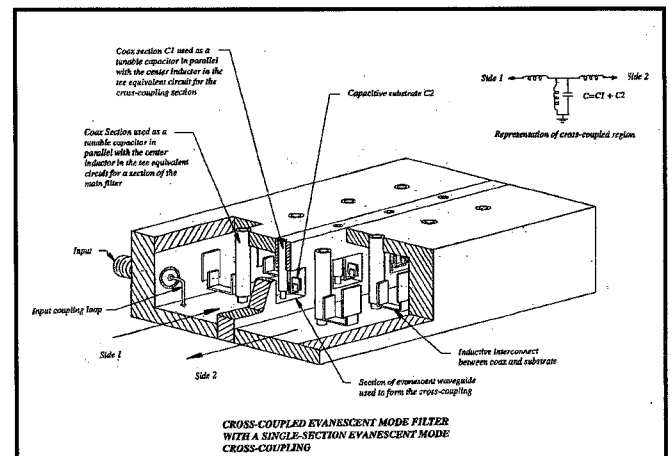 Coax section C1 used as a
tunable capacitor in parallel
with the center inductor in the
tee equivalent circuit for the
cross-coupling section
Side 1
Side 2
C=C1 + C2
Representation of cross-coupled region
Capacitive substrate C2
Coax Section used as a
tunable capacitor in
parallel with the center
inductor in the tee equivalent
circuit for a section of the
main filter
Input
Input coupling loop
Side 1
Side 2
Inductive interconnect
between coax and substrate
Section of evanescent waveguide
used to form the cross-coupling
CROSS-COUPLED EVANESCENT MODE FILTER
WITH A SINGLE-SECTION EVANESCENT MODE
CROSS-COUPLING